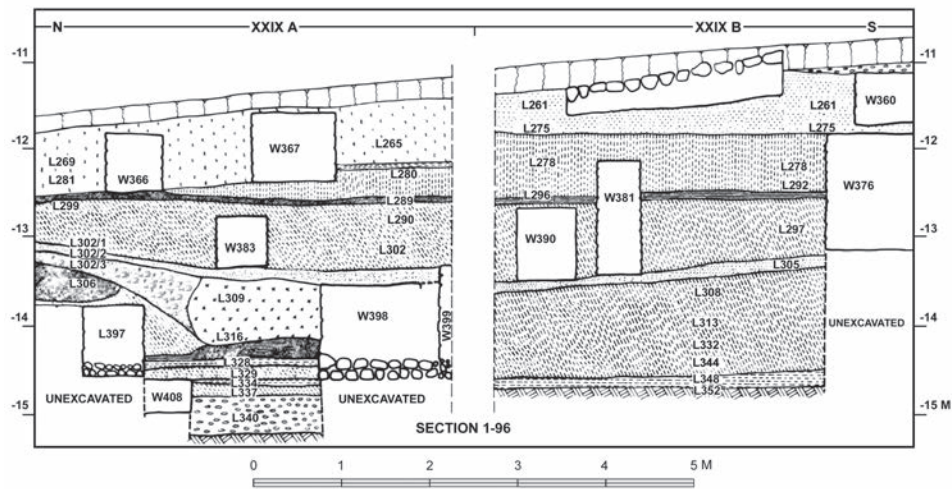 N XXIX A XXIX B S
-11 -11
L261 L261 W360
L275 L275
-12 -12
W367 L265
L269 W366 L278 L278
L281 L280
W381 W376
L299 L289 L296 L292
L290
-13 W383 L302 W390 L297 -13
L302/1
L302/2
L302/3 L305
L306 L309 L308
-14 L397 L316 W398 W399 L313 UNEXCAVATED -14
L332
L328 L344
L329
L334 L348
UNEXCAVATED W408 L337 UNEXCAVATED L352
-15 L340 -15 M
SECTION 1-96
0 1 2 3 4 5 M